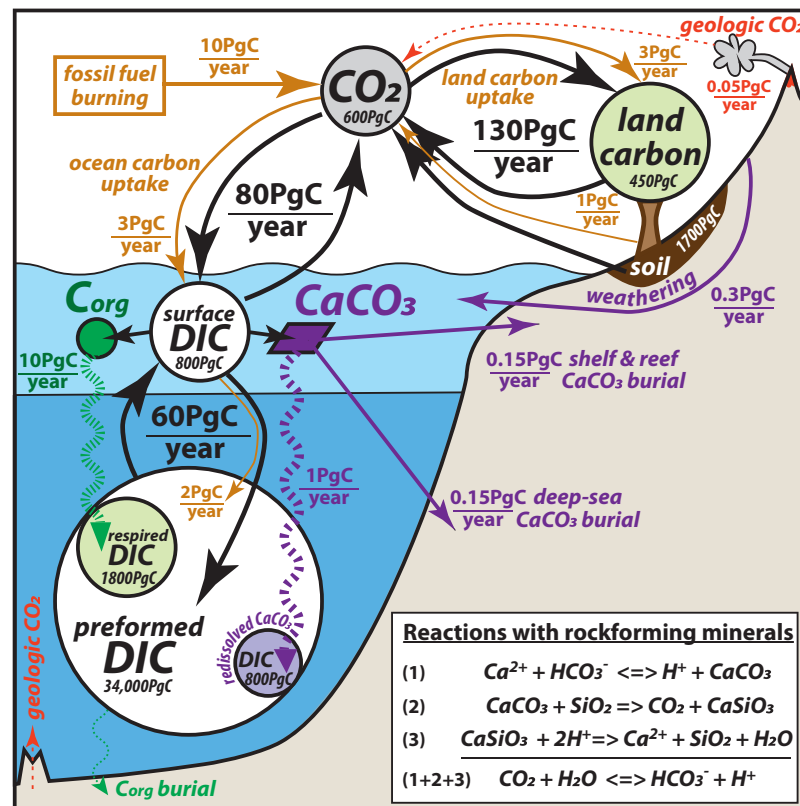 geologic CO₂
10PgC
year
fossil fuel
burning
CO₂
600PgC
land carbon
uptake
3PgC
year
0.05PgC
year
land
carbon
450PgC
130PgC
year
ocean carbon
uptake
80PgC
year
3PgC
year
1PgC
year
1700PgC
soil
weathering
0.3PgC
year
Corg
surface
DIC
800PgC
CaCO₃
10PgC
year
0.15PgC shelf & reef
year CaCO₃ burial
60PgC
year
2PgC
year
1PgC
year
0.15PgC deep-sea
year CaCO₃ burial
respired
DIC
1800PgC
preformed
DIC
34,000PgC
redissolved CaCO₃
DIC
800PgC
geologic CO₂
Corg burial
Reactions with rockforming minerals
(1) Ca²⁺ + HCO₃⁻ <=> H⁺ + CaCO₃
(2) CaCO₃ + SiO₂ => CO₂ + CaSiO₃
(3) CaSiO₃ + 2H⁺=> Ca²⁺ + SiO₂ + H₂O
(1+2+3) CO₂ + H₂O <=> HCO₃⁻ + H⁺